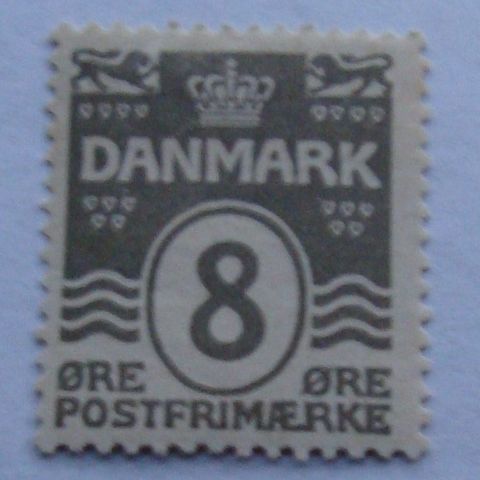 DANMARK
8
ØRE ØRE
POSTFRIMÆRKE